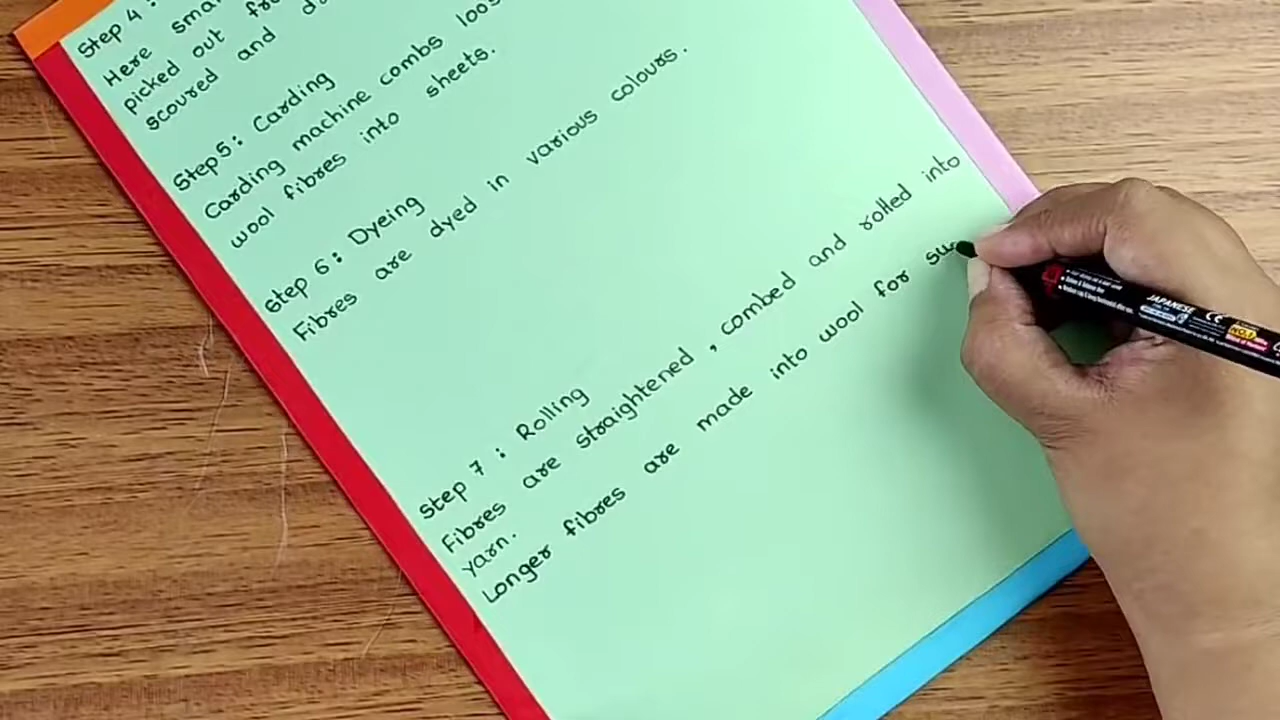 Step 4 :
Here
picked out
scoured and
Step 5 : Carding
Carding machine combs
wool fibres into sheets.
Step 6 : Dyeing
Fibres are dyed in various colours.
Step 7 : Rolling
Fibres are straightened , combed and rolled into
yarn.
Longer fibres are made into wool for
JAPANESE